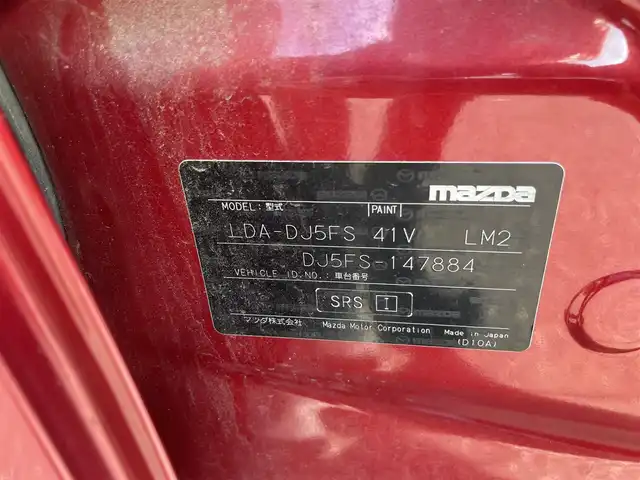 mazda
MODEL: 型式 PAINT
LDA-DJ5FS 41V LM2
DJ5FS-147884
VEHICLE ID.NO.: 車台番号
SRS I
マツダ株式会社 Mazda Motor Corporation Made in Japan
(D10A)